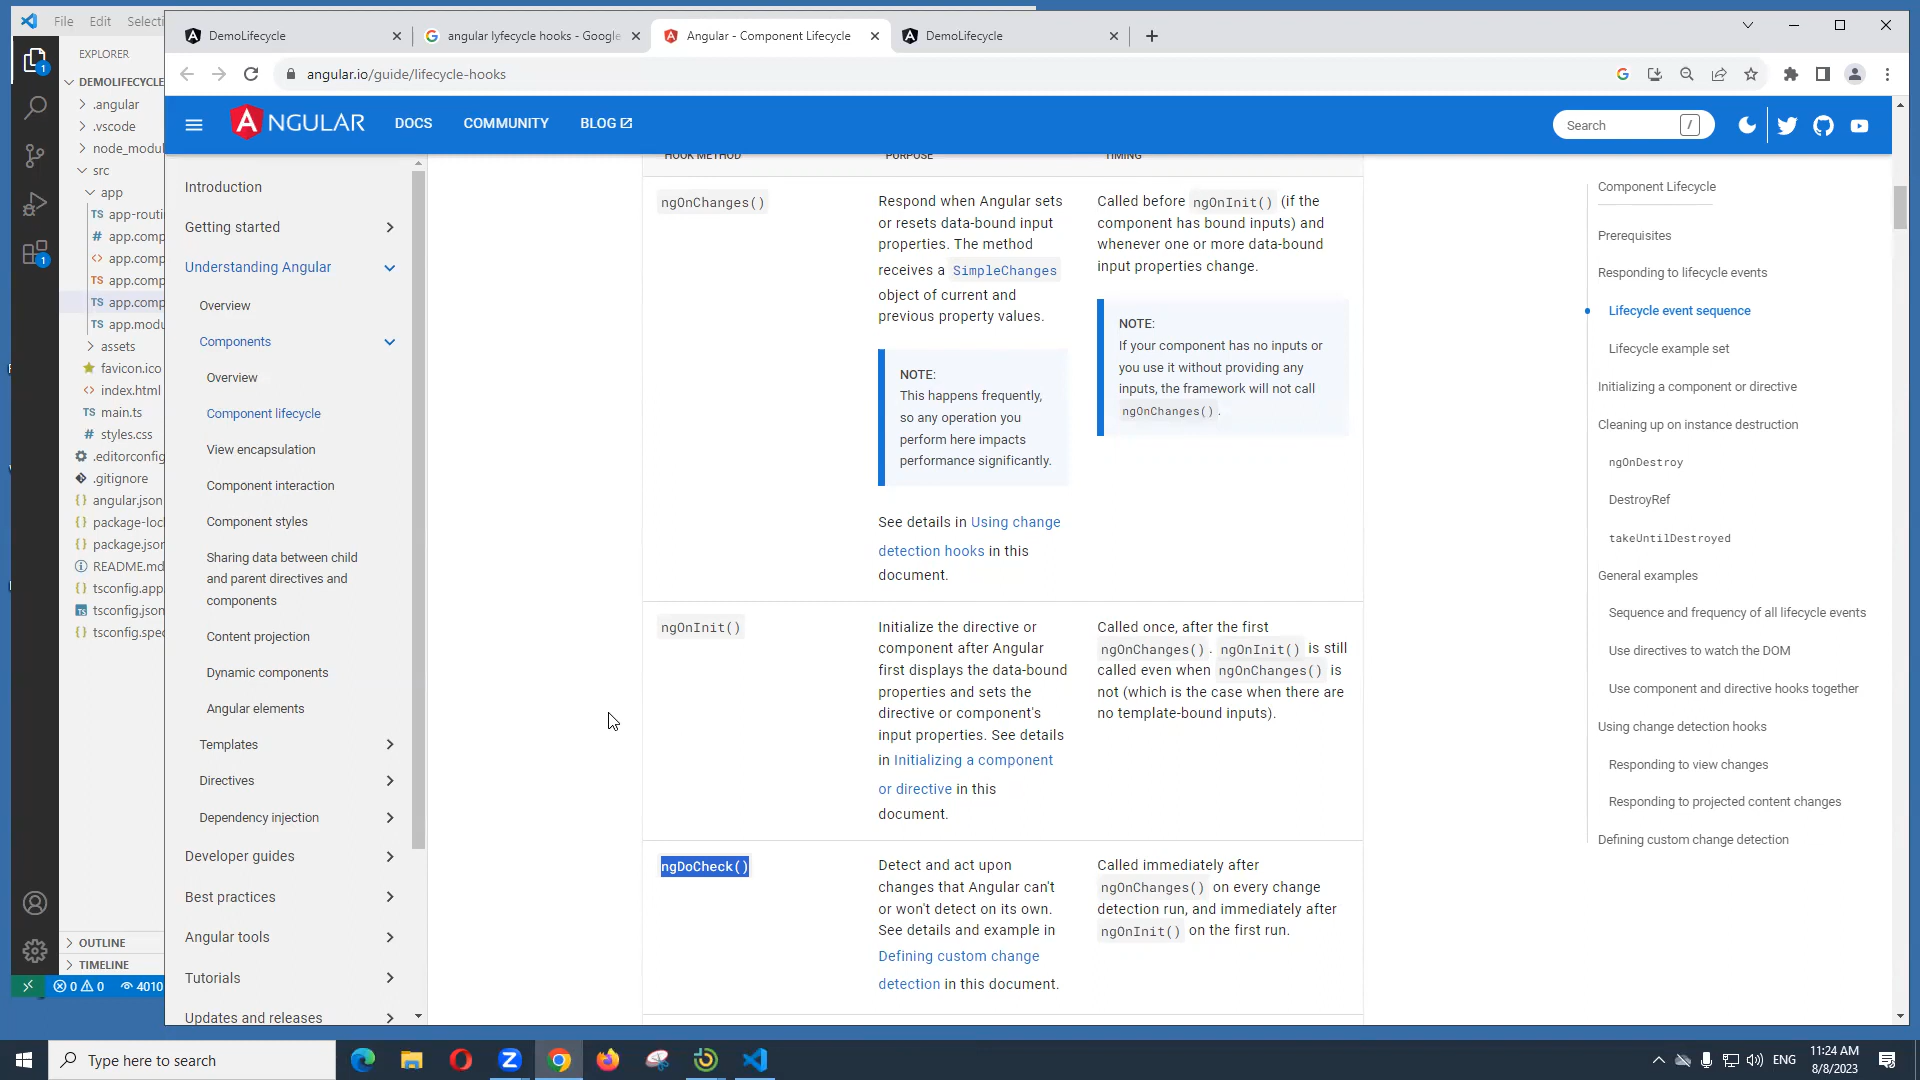 File Edit Selecti
DemoLifecycle
angular lyfecycle hooks - Google
Angular - Component Lifecycle
DemoLifecycle
angular.io/guide/lifecycle-hooks
EXPLORER
DEMOLIFECYCLE
.angular
.vscode
node_modul
src
app
TS app-routi
# app.comp
<> app.comp
TS app.comp
TS app.comp
TS app.modu
assets
favicon.ico
<> index.html
TS main.ts
# styles.css
.editorconfig
.gitignore
{} angular.json
{} package-loc
{} package.json
README.md
{} tsconfig.app
TS tsconfig.json
{} tsconfig.spec
OUTLINE
TIMELINE
0 0 4010
1
1
ANGULAR
DOCS
COMMUNITY
BLOG
Search /
Introduction
Getting started
Understanding Angular
Overview
Components
Overview
Component lifecycle
View encapsulation
Component interaction
Component styles
Sharing data between child
and parent directives and
components
Content projection
Dynamic components
Angular elements
Templates
Directives
Dependency injection
Developer guides
Best practices
Angular tools
Tutorials
Updates and releases
HOOK METHOD PURPOSE TIMING
ngOnChanges()
Respond when Angular sets
or resets data-bound input
properties. The method
receives a SimpleChanges
object of current and
previous property values.
NOTE:
This happens frequently,
so any operation you
perform here impacts
performance significantly.
See details in Using change
detection hooks in this
document.
Called before ngOnInit() (if the
component has bound inputs) and
whenever one or more data-bound
input properties change.
NOTE:
If your component has no inputs or
you use it without providing any
inputs, the framework will not call
ngOnChanges() .
ngOnInit()
Initialize the directive or
component after Angular
first displays the data-bound
properties and sets the
directive or component's
input properties. See details
in Initializing a component
or directive in this
document.
Called once, after the first
ngOnChanges() . ngOnInit() is still
called even when ngOnChanges() is
not (which is the case when there are
no template-bound inputs).
ngDoCheck()
Detect and act upon
changes that Angular can't
or won't detect on its own.
See details and example in
Defining custom change
detection in this document.
Called immediately after
ngOnChanges() on every change
detection run, and immediately after
ngOnInit() on the first run.
Component Lifecycle
Prerequisites
Responding to lifecycle events
Lifecycle event sequence
Lifecycle example set
Initializing a component or directive
Cleaning up on instance destruction
ngOnDestroy
DestroyRef
takeUntilDestroyed
General examples
Sequence and frequency of all lifecycle events
Use directives to watch the DOM
Use component and directive hooks together
Using change detection hooks
Responding to view changes
Responding to projected content changes
Defining custom change detection
Type here to search
ENG
11:24 AM
8/8/2023